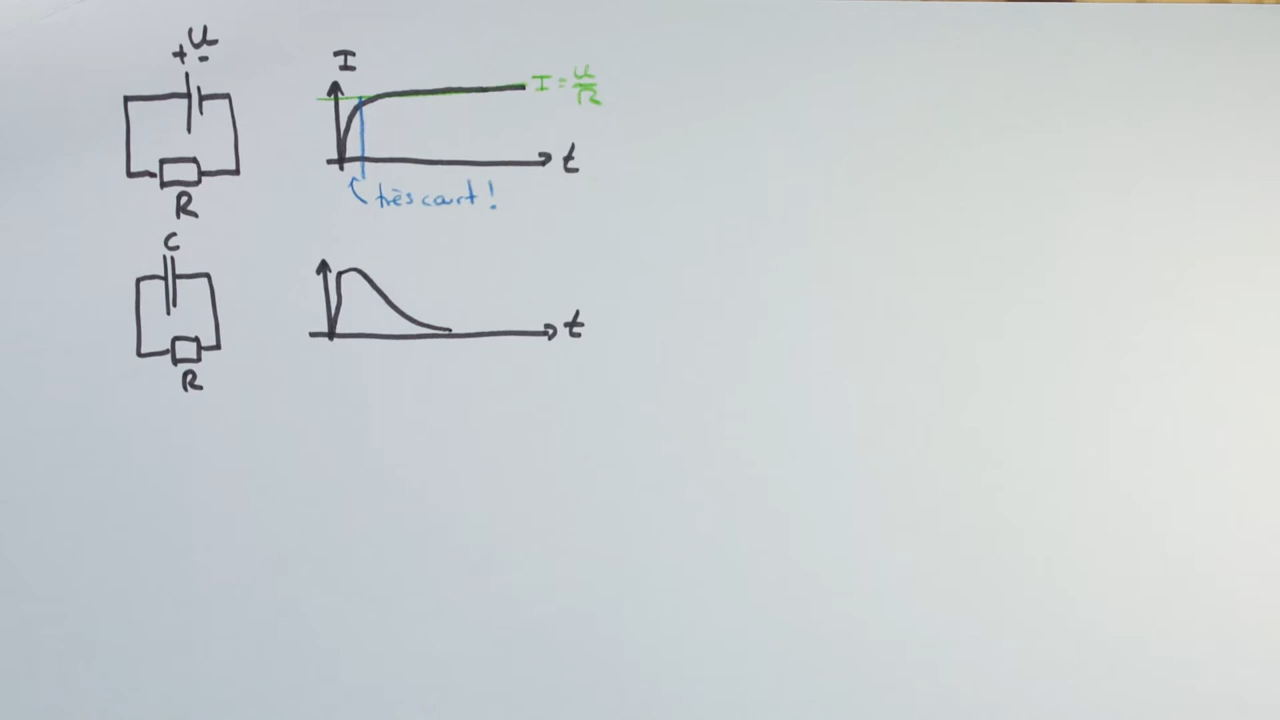 + U -
I
I = U/R
t
R
très court !
C
t
R